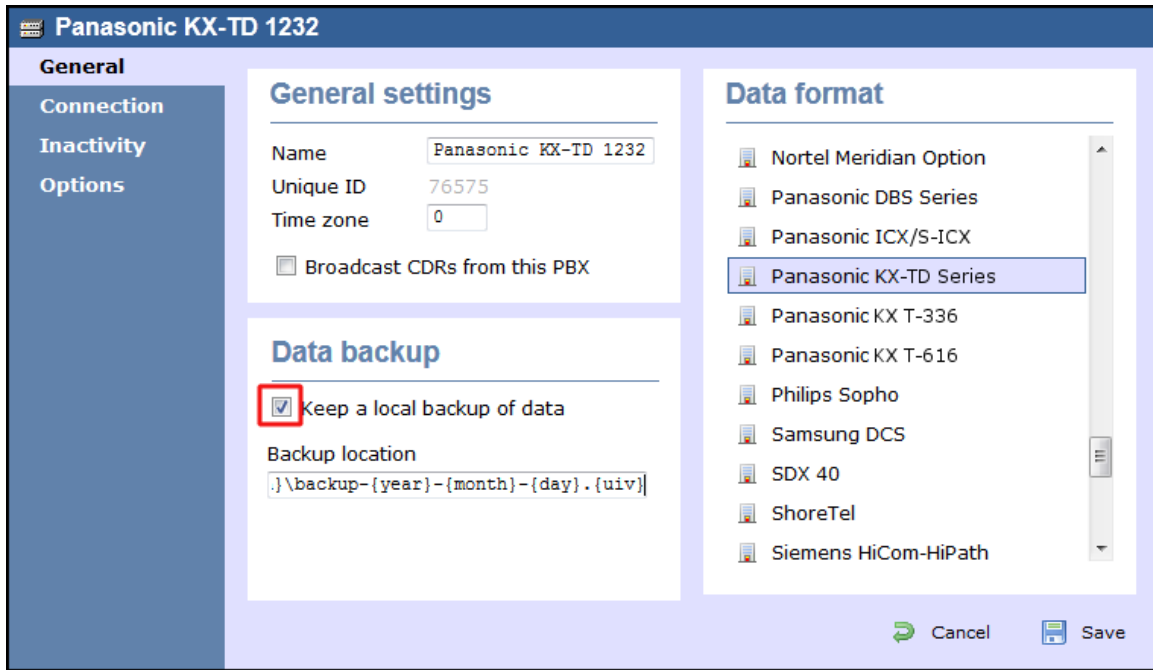 Panasonic KX-TD 1232
General
Connection
Inactivity
Options
General settings
Name Panasonic KX-TD 1232
Unique ID 76575
Time zone 0
Broadcast CDRs from this PBX
Data backup
Keep a local backup of data
Backup location
.}\backup-{year}-{month}-{day}.{uiv}
Data format
Nortel Meridian Option
Panasonic DBS Series
Panasonic ICX/S-ICX
Panasonic KX-TD Series
Panasonic KX T-336
Panasonic KX T-616
Philips Sopho
Samsung DCS
SDX 40
ShoreTel
Siemens HiCom-HiPath
Cancel Save